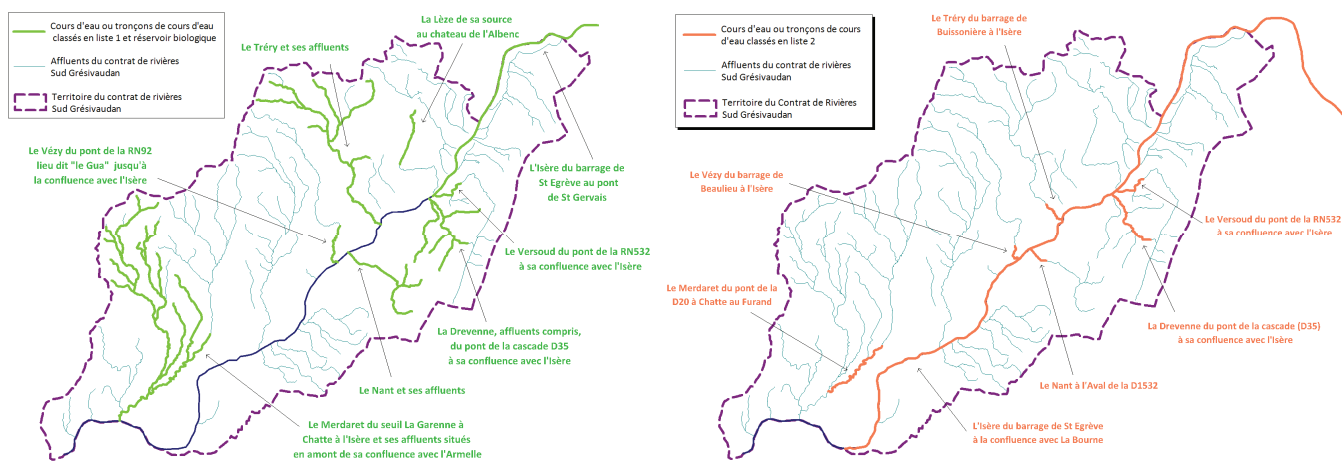 Cours d'eau ou tronçons de cours d'eau
classés en liste 1 et réservoir biologique
Affluents du contrat de rivières
Sud Grésivaudan
Territoire du contrat de rivières
Sud Grésivaudan
La Lèze de sa source
au chateau de l'Albenc
Le Tréry et ses affluents
Le Vézy du pont de la RN92
lieu dit "le Gua" jusqu'à
la confluence avec l'Isère
L'Isère du barrage de
St Egrève au pont
de St Gervais
Le Versoud du pont de la RN532
à sa confluence avec l'Isère
La Drevenne, affluents compris,
du pont de la cascade D35
à sa confluence avec l'Isère
Le Nant et ses affluents
Le Merdaret du seuil La Garenne à
Chatte à l'Isère et ses affluents situés
en amont de sa confluence avec l'Armelle
Cours d'eau ou tronçons de cours
d'eau classés en liste 2
Affluents du contrat de rivières
Sud Grésivaudan
Territoire du Contrat de Rivières
Sud Grésivaudan
Le Tréry du barrage de
Buissonière à l'Isère
Le Vézy du barrage de
Beaulieu à l'Isère
Le Versoud du pont de la RN532
à sa confluence avec l'Isère
Le Merdaret du pont de la
D20 à Chatte au Furand
La Drevenne du pont de la cascade (D35)
à sa confluence avec l'Isère
Le Nant à l'Aval de la D1532
L'Isère du barrage de St Egrève
à la confluence avec La Bourne